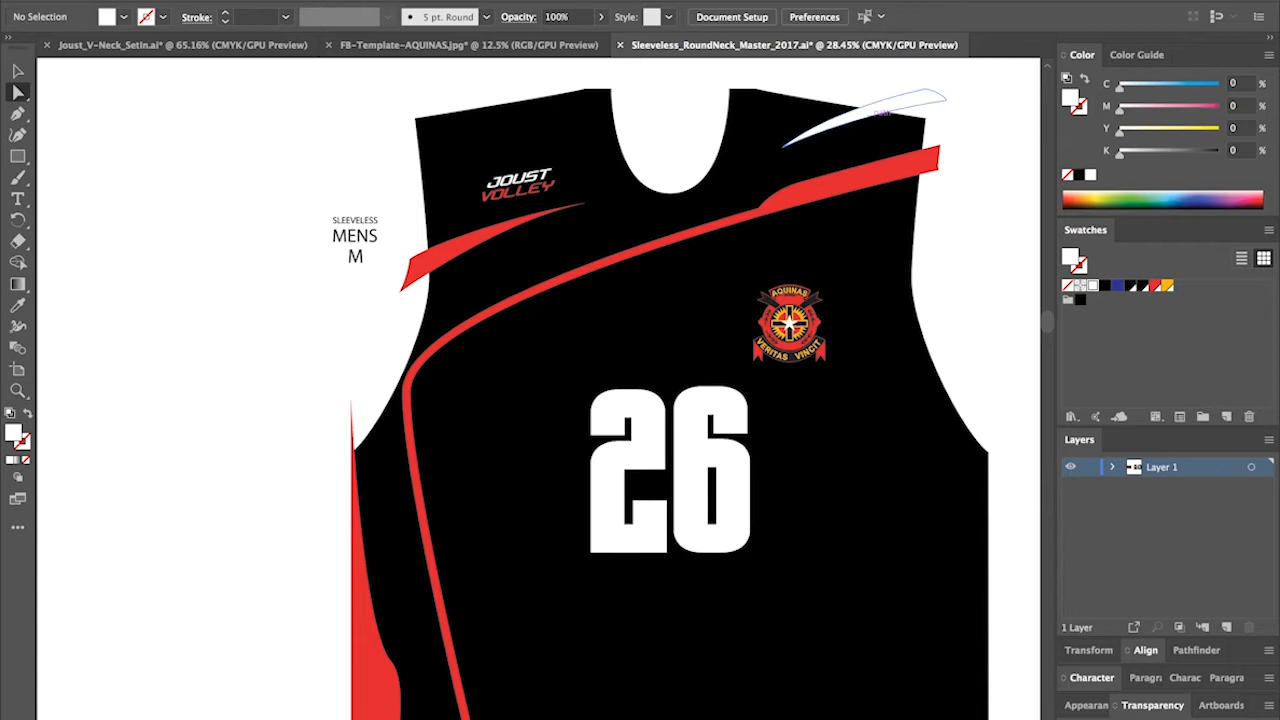 No Selection
Stroke:
5 pt. Round
Opacity: 100%
Style:
Document Setup
Preferences
Joust_V-Neck_SetIn.ai* @ 65.16% (CMYK/GPU Preview)
FB-Template-AQUINAS.jpg* @ 12.5% (RGB/GPU Preview)
Sleeveless_RoundNeck_Master_2017.ai* @ 28.45% (CMYK/GPU Preview)
Color
Color Guide
C 0 %
M 0 %
Y 0 %
K 0 %
path
JOUST
VOLLEY
SLEEVELESS
MENS
M
AQUINAS
VERITAS VINCIT
26
Swatches
Layers
Layer 1
1 Layer
Transform
Align
Pathfinder
Character
Paragra
Charac
Paragra
Appearan
Transparency
Artboards